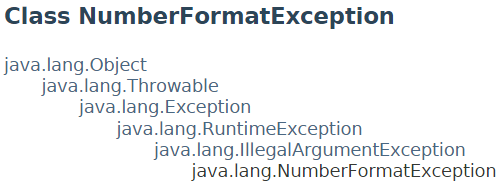 Class NumberFormatException
java.lang.Object
java.lang.Throwable
java.lang.Exception
java.lang.RuntimeException
java.lang.IllegalArgumentException
java.lang.NumberFormatException